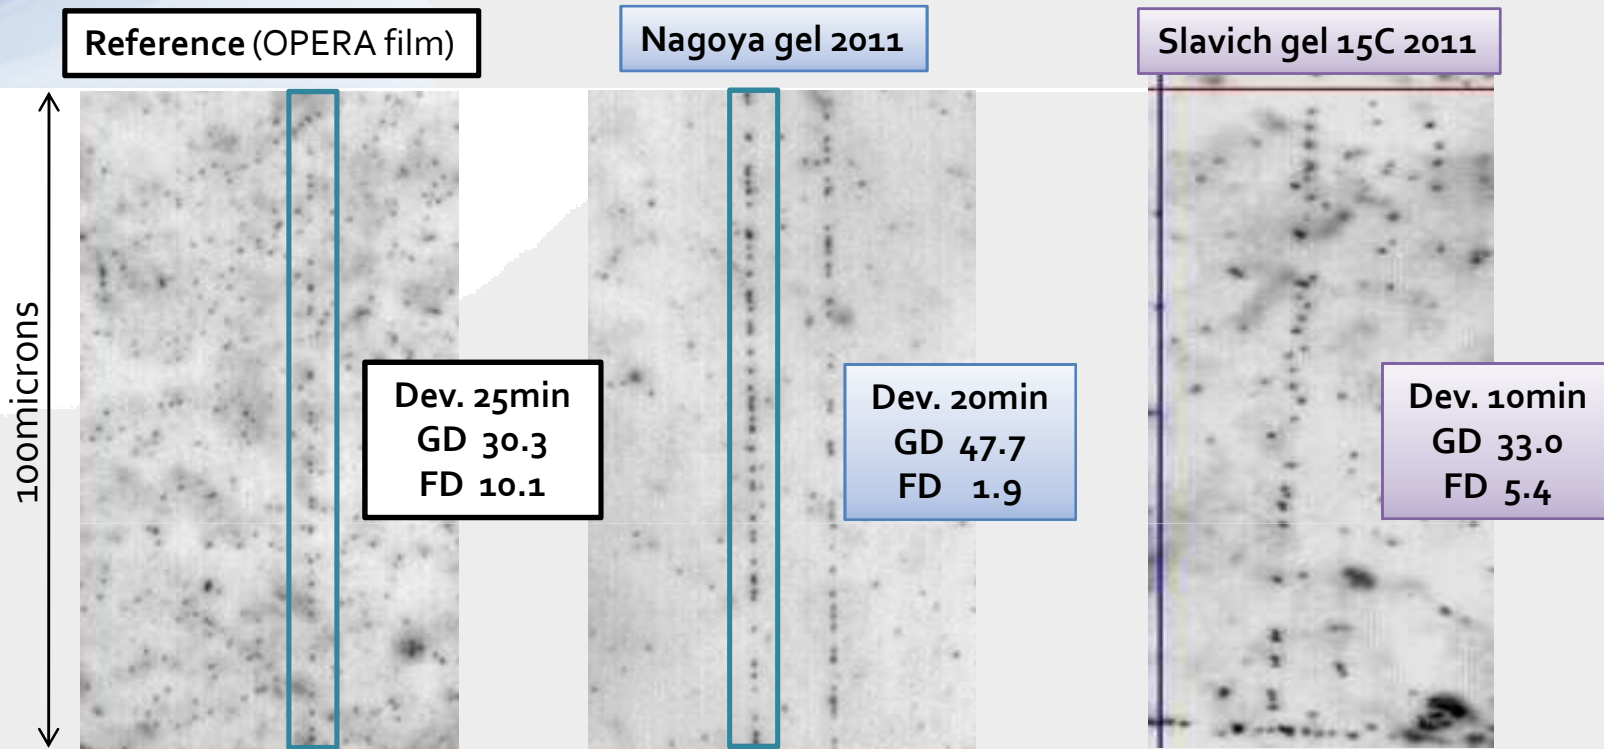 Reference (OPERA film)
Nagoya gel 2011
Slavich gel 15C 2011
100microns
Dev. 25min
GD 30.3
FD 10.1
Dev. 20min
GD 47.7
FD 1.9
Dev. 10min
GD 33.0
FD 5.4